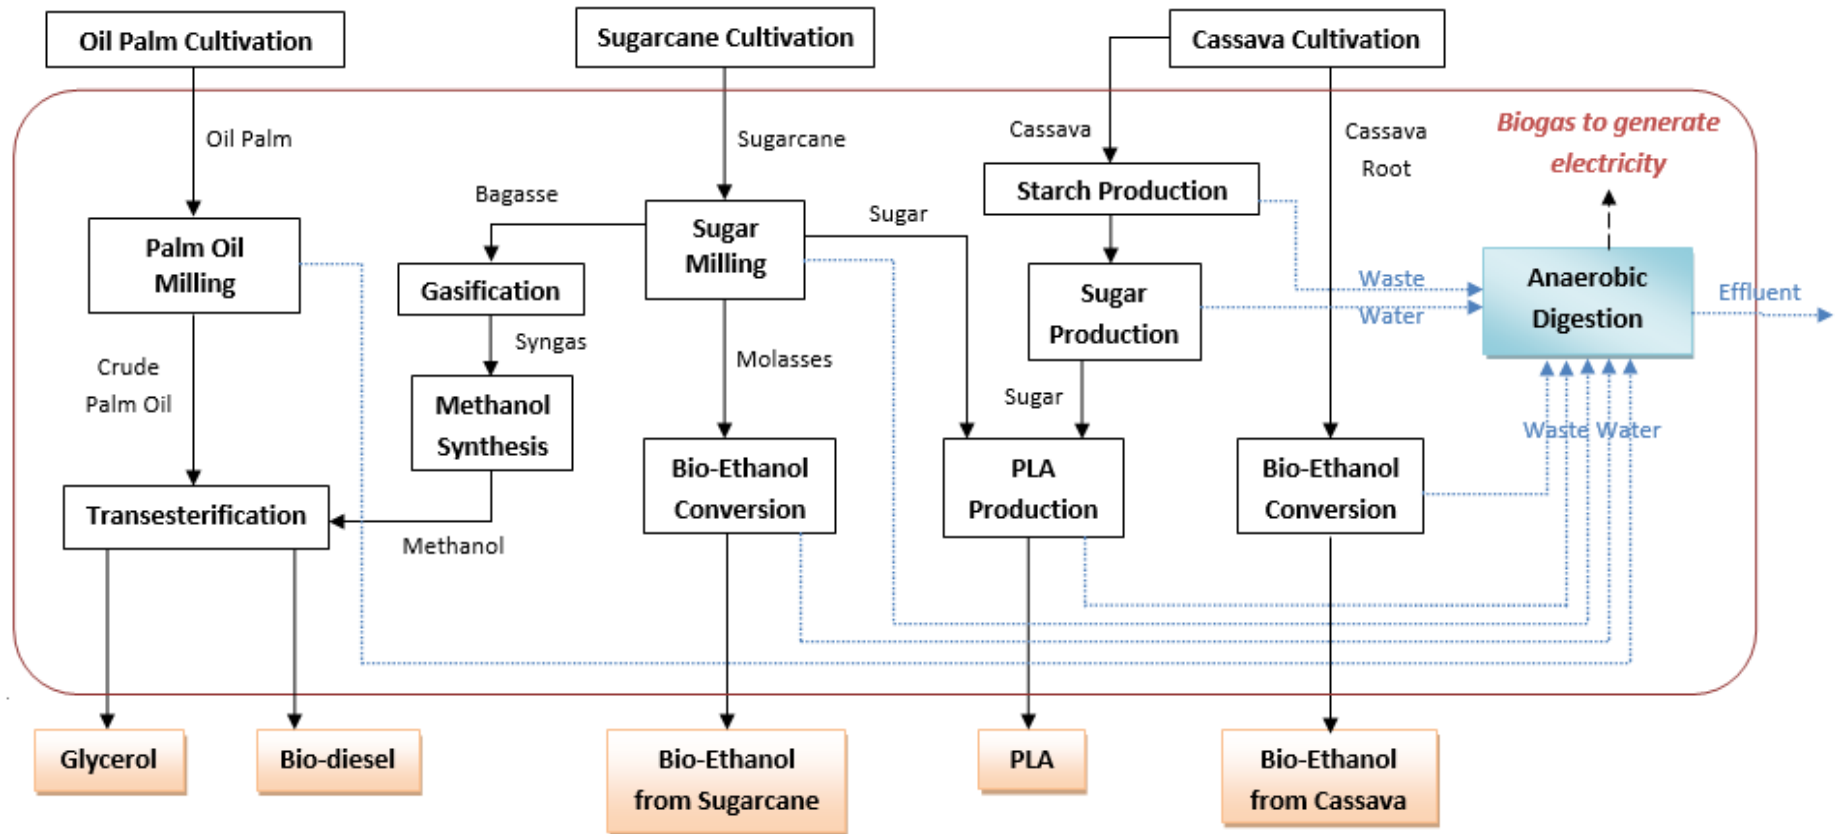 Oil Palm Cultivation
Sugarcane Cultivation
Cassava Cultivation
Oil Palm
Sugarcane
Cassava
Cassava
Root
Biogas to generate
electricity
Bagasse
Sugar
Starch Production
Palm Oil
Milling
Gasification
Sugar
Milling
Sugar
Production
Waste
Water
Anaerobic
Digestion
Effluent
Crude
Palm Oil
Syngas
Molasses
Sugar
Methanol
Synthesis
Waste Water
Transesterification
Methanol
Bio-Ethanol
Conversion
PLA
Production
Bio-Ethanol
Conversion
Glycerol
Bio-diesel
Bio-Ethanol
from Sugarcane
PLA
Bio-Ethanol
from Cassava